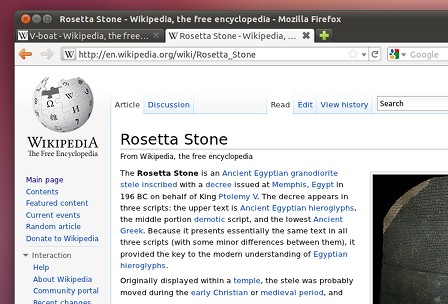 Rosetta Stone - Wikipedia, the free encyclopedia - Mozilla Firefox
W V-boat - Wikipedia, the free...
W Rosetta Stone - Wikipedia, ...
W http://en.wikipedia.org/wiki/Rosetta_Stone
Google
WIKIPEDIA
The Free Encyclopedia
Main page
Contents
Featured content
Current events
Random article
Donate to Wikipedia
Interaction
Help
About Wikipedia
Community portal
Recent changes
Article Discussion
Read Edit View history
Search
Rosetta Stone
From Wikipedia, the free encyclopedia
The Rosetta Stone is an Ancient Egyptian granodiorite
stele inscribed with a decree issued at Memphis, Egypt in
196 BC on behalf of King Ptolemy V. The decree appears in
three scripts: the upper text is Ancient Egyptian hieroglyphs,
the middle portion demotic script, and the lowest Ancient
Greek. Because it presents essentially the same text in all
three scripts (with some minor differences between them), it
provided the key to the modern understanding of Egyptian
hieroglyphs.
Originally displayed within a temple, the stele was probably
moved during the early Christian or medieval period, and